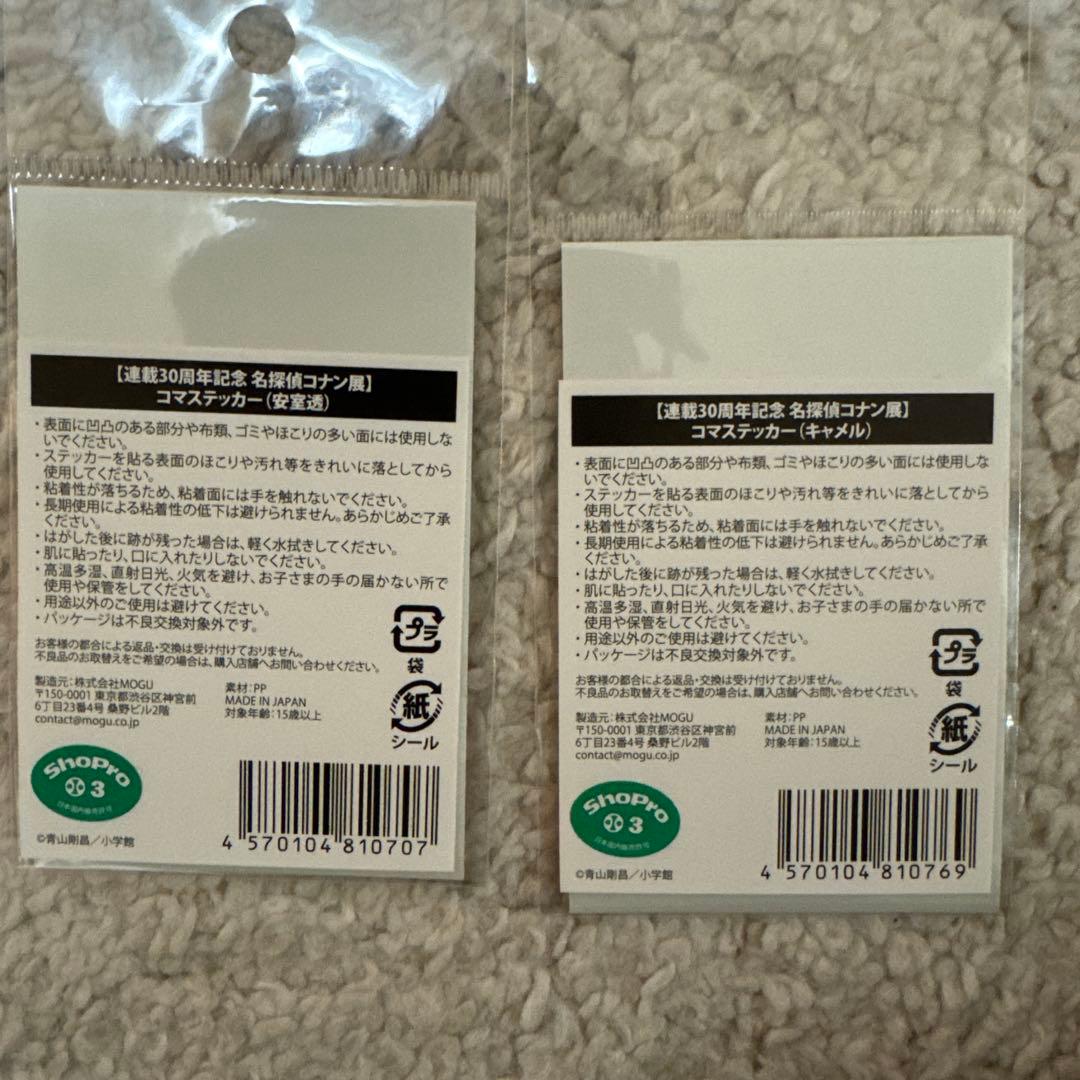 【連載30周年記念 名探偵コナン展】
コマステッカー(安室透)
・表面に凹凸のある部分や布類、ゴミやほこりの多い面には使用しな
いでください。
・ステッカーを貼る表面のほこりや汚れ等をきれいに落としてから
使用してください。
・粘着性が落ちるため、粘着面には手を触れないでください。
・長期使用による粘着性の低下は避けられません。あらかじめご了承
ください。
・はがした後に跡が残った場合は、軽く水拭きしてください。
・肌に貼ったり、口に入れたりしないでください。
・高温多湿、直射日光、火気を避け、お子さまの手の届かない所で
使用や保管をしてください。
・用途以外のご使用は避けてください。
・パッケージは不良交換対象外です。
お客様の都合による返品・交換は受け付けておりません。
不良品のお取替えをご希望の場合は、購入店舗へお問い合わせください。
製造元:株式会社MOGU
〒150-0001 東京都渋谷区神宮前
6丁目23番4号 桑野ビル2階
contact@mogu.co.jp
素材:PP
MADE IN JAPAN
対象年齢:15歳以上
プラ
袋
紙
シール
ShoPro
3
日本国内販売許可
©青山剛昌/小学館
4 570104 810707
【連載30周年記念 名探偵コナン展】
コマステッカー(キャメル)
・表面に凹凸のある部分や布類、ゴミやほこりの多い面には使用しな
いでください。
・ステッカーを貼る表面のほこりや汚れ等をきれいに落としてから
使用してください。
・粘着性が落ちるため、粘着面には手を触れないでください。
・長期使用による粘着性の低下は避けられません。あらかじめご了承
ください。
・はがした後に跡が残った場合は、軽く水拭きしてください。
・肌に貼ったり、口に入れたりしないでください。
・高温多湿、直射日光、火気を避け、お子さまの手の届かない所で
使用や保管をしてください。
・用途以外のご使用は避けてください。
・パッケージは不良交換対象外です。
お客様の都合による返品・交換は受け付けておりません。
不良品のお取替えをご希望の場合は、購入店舗へお問い合わせください。
製造元:株式会社MOGU
〒150-0001 東京都渋谷区神宮前
6丁目23番4号 桑野ビル2階
contact@mogu.co.jp
素材:PP
MADE IN JAPAN
対象年齢:15歳以上
プラ
袋
紙
シール
ShoPro
3
日本国内販売許可
©青山剛昌/小学館
4 570104 810769